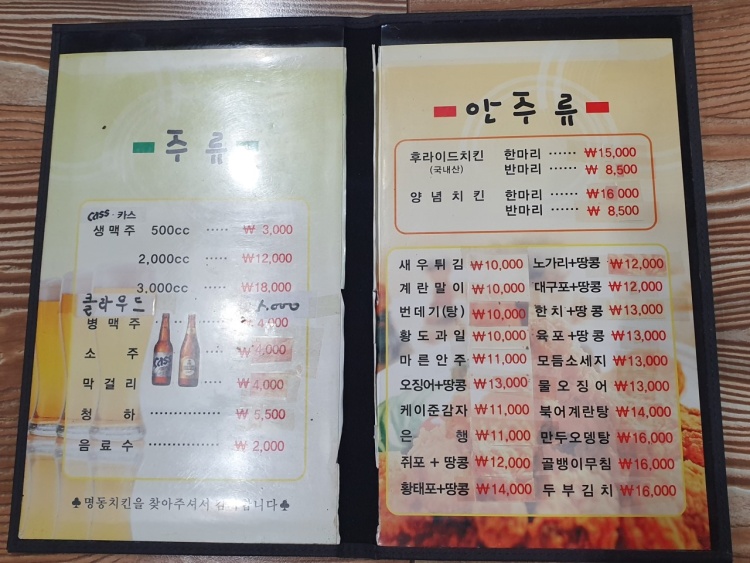 주류
Cass · 카스
생맥주 500cc ····· ₩ 3,000
2,000cc ····· ₩12,000
3,000cc ····· ₩18,000
클라우드 ,000
병맥주 ₩4,000
소주 ₩4,000
막걸리 ···· ₩4,000
청하 ··············· ₩ 5,500
음료수 ··············· ₩ 2,000
♣명동치킨을 찾아주셔서 감사합니다♣
안주류
후라이드치킨 한마리 ······ ₩15,000
(국내산) 반마리 ······ ₩ 8,500
양념치킨 한마리 ······ ₩16,000
반마리 ······ ₩ 8,500
새우튀김 ₩10,000 노가리+땅콩 ₩12,000
계란말이 ₩10,000 대구포+땅콩 ₩12,000
번데기(탕) ₩10,000 한치+땅콩 ₩13,000
황도과일 ₩10,000 육포+땅콩 ₩13,000
마른안주 ₩11,000 모듬소세지 ₩13,000
오징어+땅콩 ₩13,000 물오징어 ₩13,000
케이준감자 ₩11,000 북어계란탕 ₩14,000
은행 ₩11,000 만두오뎅탕 ₩16,000
쥐포+땅콩 ₩12,000 골뱅이무침 ₩16,000
황태포+땅콩 ₩14,000 두부김치 ₩16,000